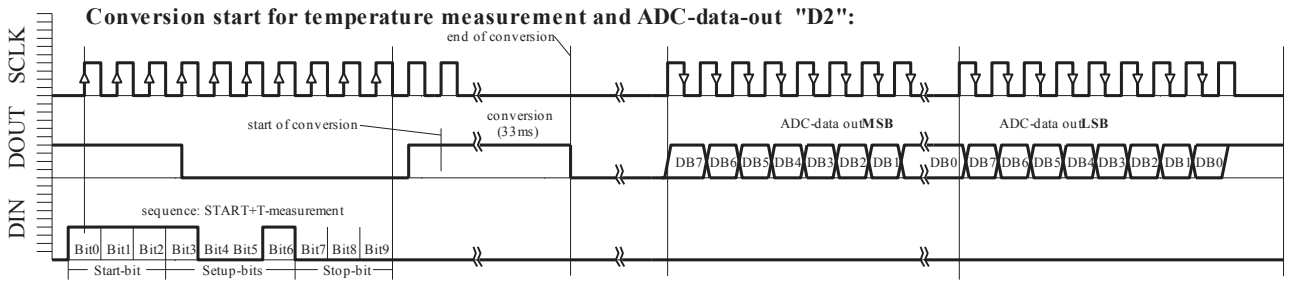 Conversion start for temperature measurement and ADC-data-out "D2":
end of conversion
SCLK
start of conversion
conversion
(33ms)
ADC-data out MSB
ADC-data out LSB
DOUT
DB7 DB6 DB5 DB4 DB3 DB2 DB1 DB0 DB7 DB6 DB5 DB4 DB3 DB2 DB1 DB0
sequence: START+T-measurement
DIN
Bit0 Bit1 Bit2 Bit3 Bit4 Bit5 Bit6 Bit7 Bit8 Bit9
Start-bit Setup-bits Stop-bit